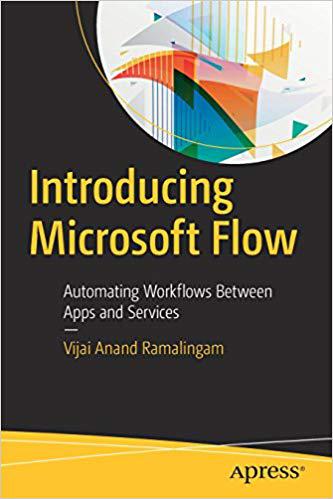 Introducing
Microsoft Flow
Automating Workflows Between
Apps and Services
—
Vijai Anand Ramalingam
Apress®